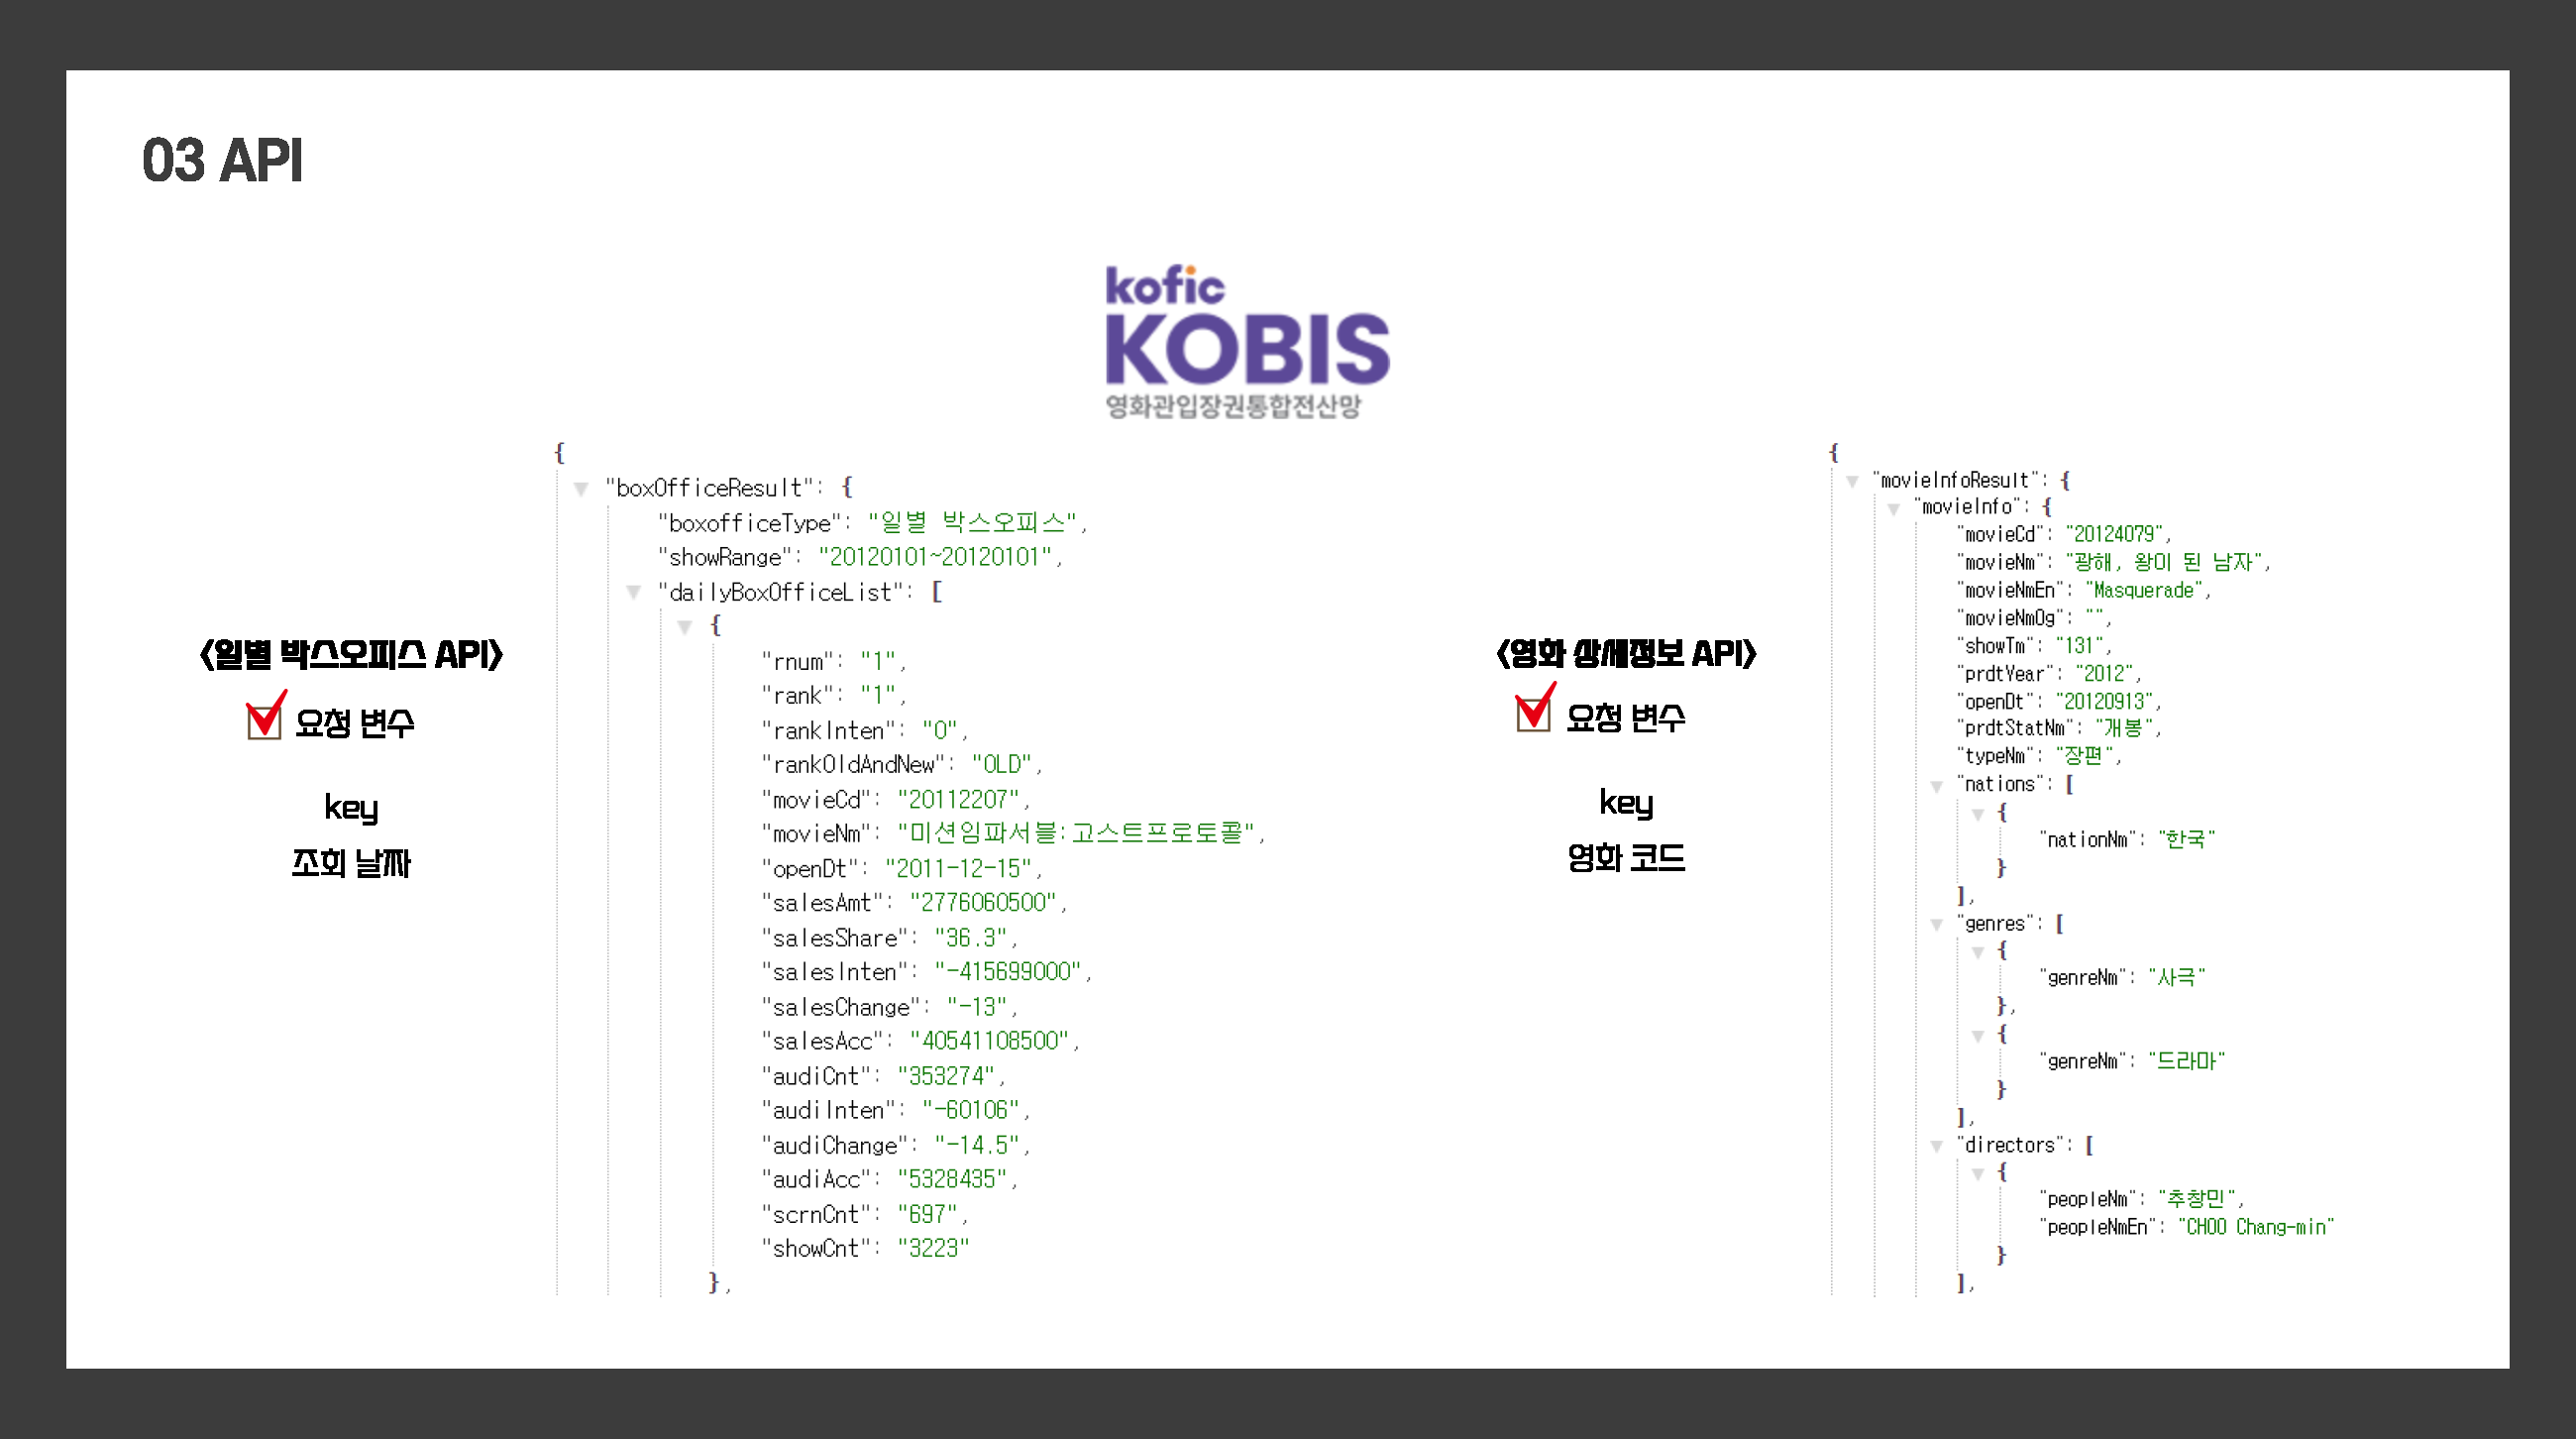 03 API
kofic
KOBIS
영화관입장권통합전산망
<일별 박스오피스 API>
요청 변수
key
조회 날짜
{
"boxOfficeResult": {
"boxofficeType": "일별 박스오피스",
"showRange": "20120101~20120101",
"dailyBoxOfficeList": [
{
"rnum": "1",
"rank": "1",
"rankInten": "0",
"rankOldAndNew": "OLD",
"movieCd": "20112207",
"movieNm": "미션임파서블:고스트프로토콜",
"openDt": "2011-12-15",
"salesAmt": "2776060500",
"salesShare": "36.3",
"salesInten": "-415699000",
"salesChange": "-13",
"salesAcc": "40541108500",
"audiCnt": "353274",
"audiInten": "-60106",
"audiChange": "-14.5",
"audiAcc": "5328435",
"scrnCnt": "697",
"showCnt": "3223"
},
<영화 상세정보 API>
요청 변수
key
영화 코드
{
"movieInfoResult": {
"movieInfo": {
"movieCd": "20124079",
"movieNm": "광해, 왕이 된 남자",
"movieNmEn": "Masquerade",
"movieNmOg": "",
"showTm": "131",
"prdtYear": "2012",
"openDt": "20120913",
"prdtStatNm": "개봉",
"typeNm": "장편",
"nations": [
{
"nationNm": "한국"
}
],
"genres": [
{
"genreNm": "사극"
},
{
"genreNm": "드라마"
}
],
"directors": [
{
"peopleNm": "추창민",
"peopleNmEn": "CHOO Chang-min"
}
],